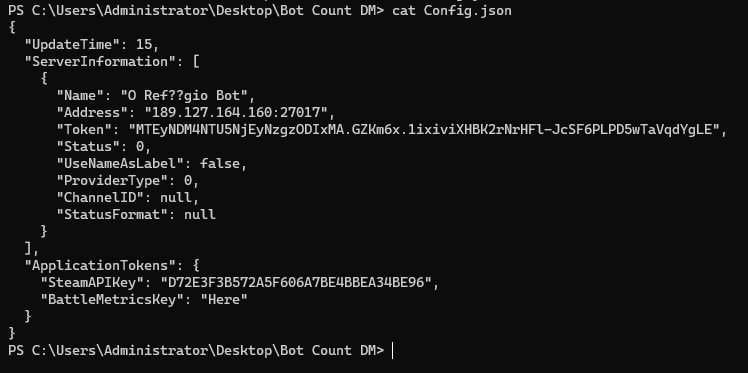 PS C:\Users\Administrator\Desktop\Bot Count DM> cat Config.json
{
  "UpdateTime": 15,
  "ServerInformation": [
    {
      "Name": "O Ref??gio Bot",
      "Address": "189.127.164.160:27017",
      "Token": "MTEyNDM4NTU5NjEyNzgzODIxMA.GZKm6x.1ixiviXHBK2rNrHFl-JcSF6PLPD5wTaVqdYgLE",
      "Status": 0,
      "UseNameAsLabel": false,
      "ProviderType": 0,
      "ChannelID": null,
      "StatusFormat": null
    }
  ],
  "ApplicationTokens": {
    "SteamAPIKey": "D72E3F3B572A5F606A7BE4BBEA34BE96",
    "BattleMetricsKey": "Here"
  }
}
PS C:\Users\Administrator\Desktop\Bot Count DM>